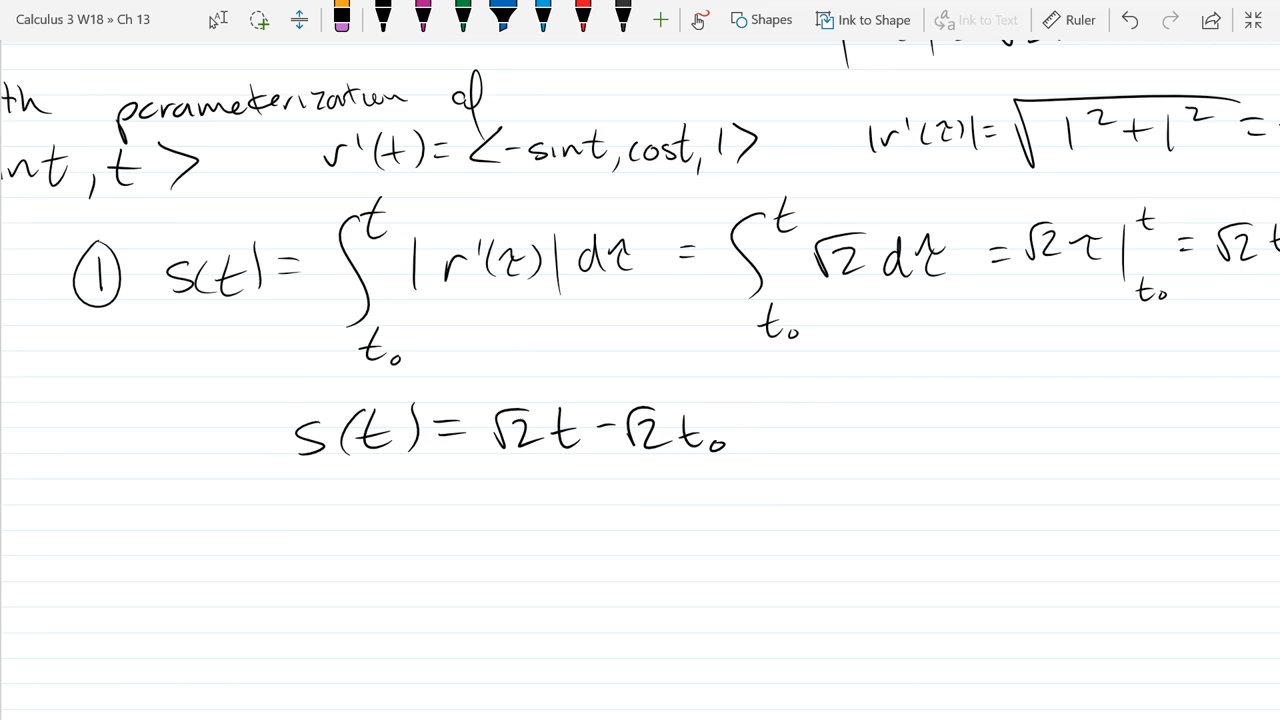 Calculus 3 W18 » Ch 13
Shapes Ink to Shape Ink to Text Ruler
th parameterization of
nt, t > r'(t) = <-sint, cost, 1> |r'(τ)| = √(1² + 1²) =
① s(t) = ∫_{t₀}^{t} |r'(τ)| dτ = ∫_{t₀}^{t} √2 dτ = √2 τ |_{t₀}^{t} = √2 t
s(t) = √2 t - √2 t₀